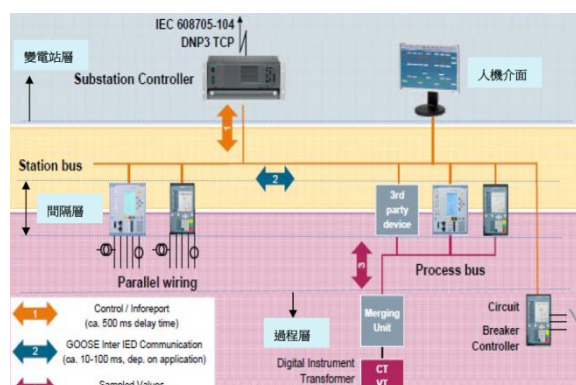 IEC 608705-104
DNP3 TCP
變電站層
Substation Controller
人機介面
1
Station bus
2
間隔層
3rd
party
device
3
Parallel wiring
Process bus
1
Control / Inforeport
(ca. 500 ms delay time)
過程層
Merging
Unit
Circuit
Breaker
Controller
2
GOOSE Inter IED Communication
(ca. 10-100 ms, dep. on application)
Digital Instrument
Transformer
CT
VT
Sampled Values